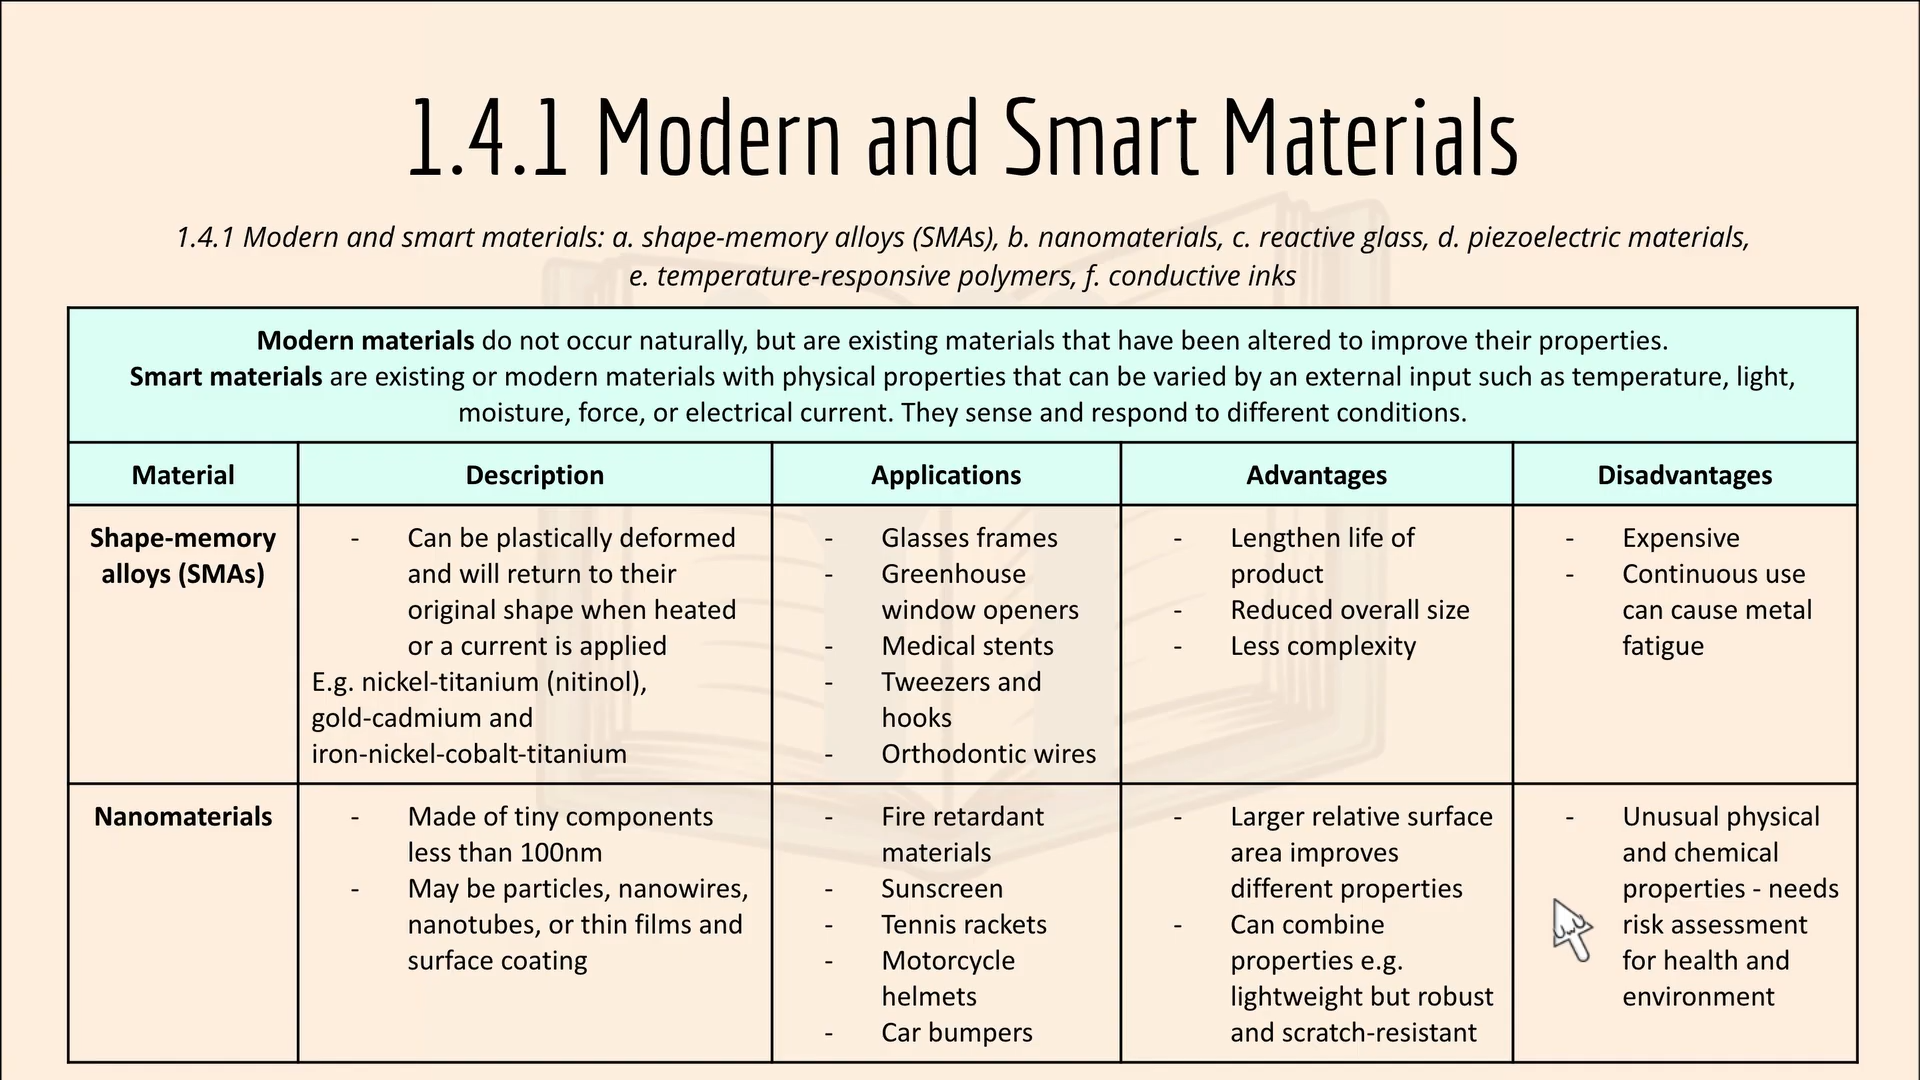 1.4.1 Modern and Smart Materials
1.4.1 Modern and smart materials: a. shape-memory alloys (SMAs), b. nanomaterials, c. reactive glass, d. piezoelectric materials,
e. temperature-responsive polymers, f. conductive inks
Modern materials do not occur naturally, but are existing materials that have been altered to improve their properties.
Smart materials are existing or modern materials with physical properties that can be varied by an external input such as temperature, light,
moisture, force, or electrical current. They sense and respond to different conditions.
Material
Description
Applications
Advantages
Disadvantages
Shape-memory
alloys (SMAs)
- Can be plastically deformed
and will return to their
original shape when heated
or a current is applied
E.g. nickel-titanium (nitinol),
gold-cadmium and
iron-nickel-cobalt-titanium
- Glasses frames
- Greenhouse
window openers
- Medical stents
- Tweezers and
hooks
- Orthodontic wires
- Lengthen life of
product
- Reduced overall size
- Less complexity
- Expensive
- Continuous use
can cause metal
fatigue
Nanomaterials
- Made of tiny components
less than 100nm
- May be particles, nanowires,
nanotubes, or thin films and
surface coating
- Fire retardant
materials
- Sunscreen
- Tennis rackets
- Motorcycle
helmets
- Car bumpers
- Larger relative surface
area improves
different properties
- Can combine
properties e.g.
lightweight but robust
and scratch-resistant
- Unusual physical
and chemical
properties - needs
risk assessment
for health and
environment